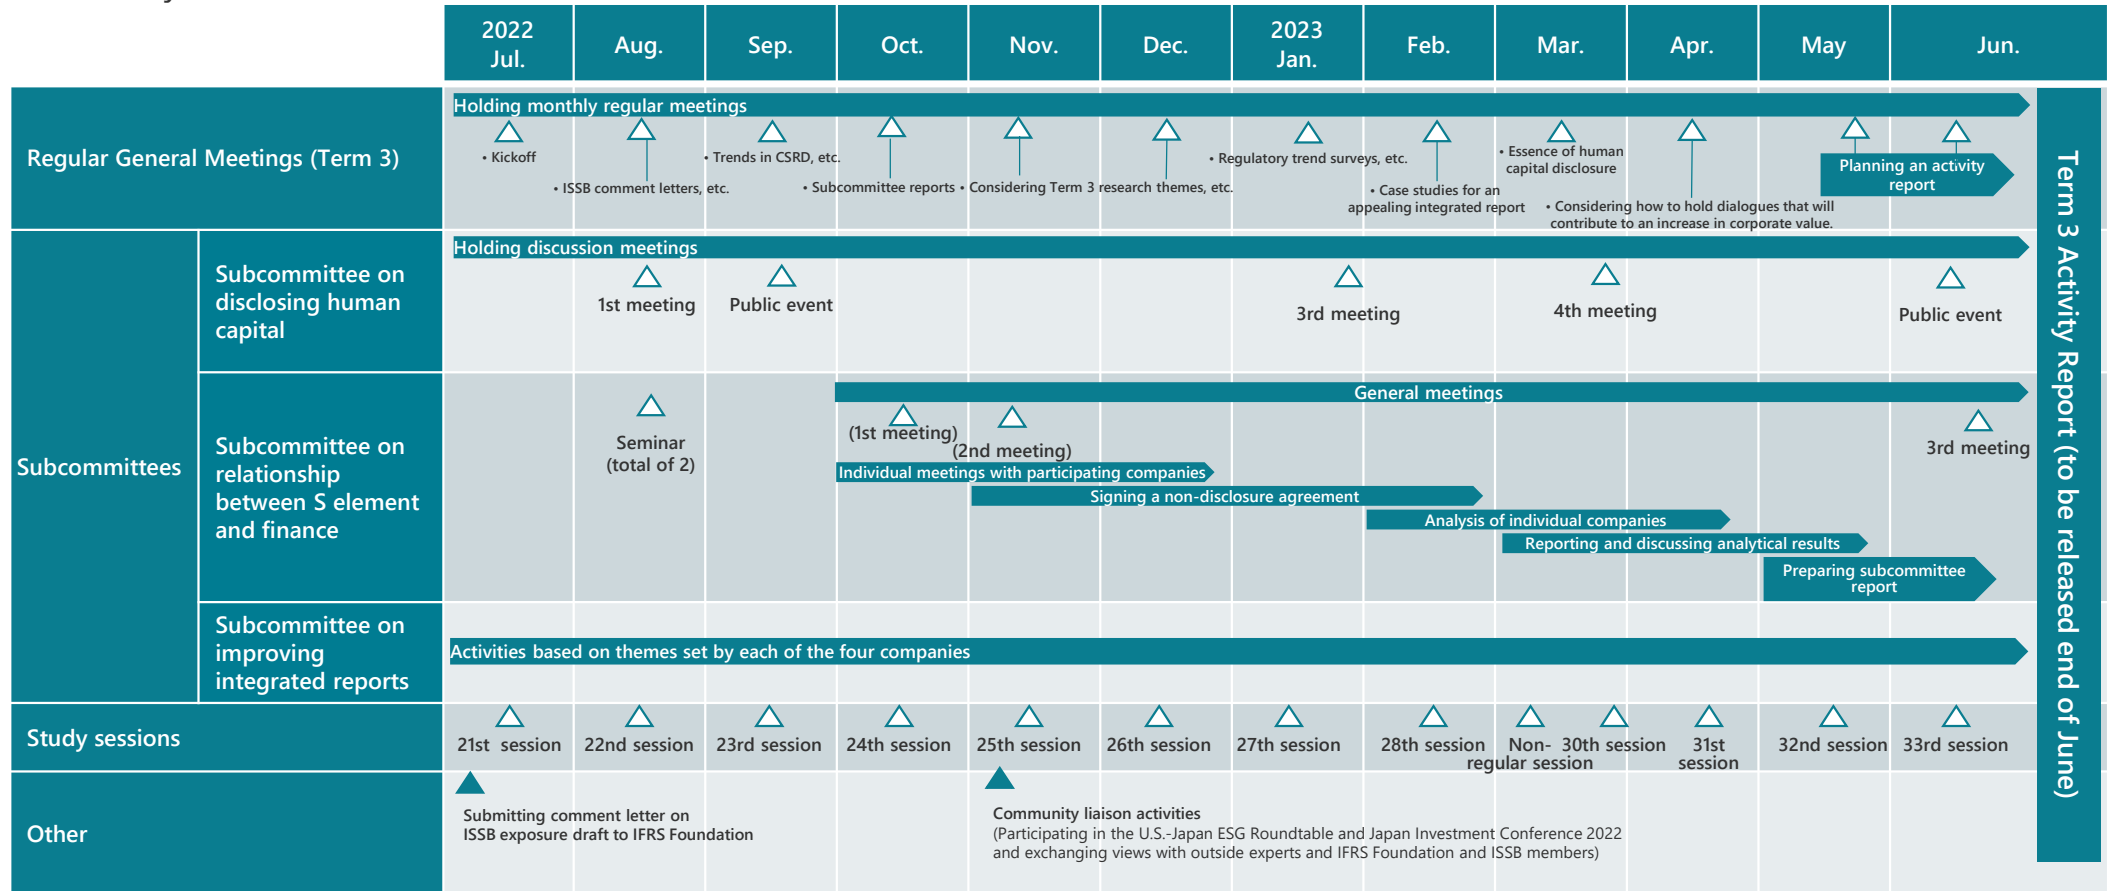 2022
Jul.
Aug.
Sep.
Oct.
Nov.
Dec.
2023
Jan.
Feb.
Mar.
Apr.
May
Jun.
Regular General Meetings (Term 3)
Holding monthly regular meetings
• Kickoff
• ISSB comment letters, etc.
• Trends in CSRD, etc.
• Subcommittee reports
• Considering Term 3 research themes, etc.
• Regulatory trend surveys, etc.
• Case studies for an
appealing integrated report
• Essence of human
capital disclosure
• Considering how to hold dialogues that will
contribute to an increase in corporate value.
Planning an activity
report
Subcommittees
Subcommittee on
disclosing human
capital
Holding discussion meetings
1st meeting
Public event
3rd meeting
4th meeting
Public event
Subcommittee on
relationship
between S element
and finance
General meetings
Seminar
(total of 2)
(1st meeting)
(2nd meeting)
3rd meeting
Individual meetings with participating companies
Signing a non-disclosure agreement
Analysis of individual companies
Reporting and discussing analytical results
Preparing subcommittee
report
Subcommittee on
improving
integrated reports
Activities based on themes set by each of the four companies
Study sessions
21st session
22nd session
23rd session
24th session
25th session
26th session
27th session
28th session
Non-
regular session
30th session
31st
session
32nd session
33rd session
Other
Submitting comment letter on
ISSB exposure draft to IFRS Foundation
Community liaison activities
(Participating in the U.S.-Japan ESG Roundtable and Japan Investment Conference 2022
and exchanging views with outside experts and IFRS Foundation and ISSB members)
Term 3 Activity Report (to be released end of June)